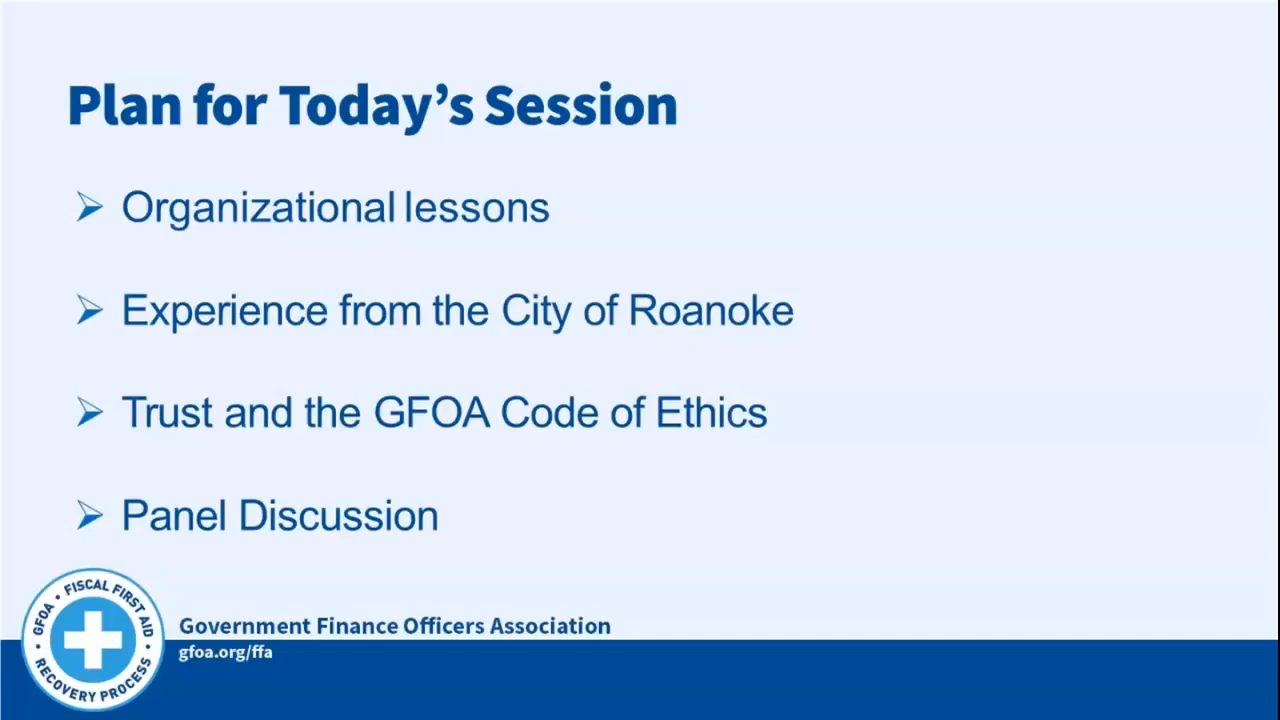 Plan for Today's Session
➢ Organizational lessons
➢ Experience from the City of Roanoke
➢ Trust and the GFOA Code of Ethics
➢ Panel Discussion
GFOA • FISCAL FIRST AID • RECOVERY PROCESS •
Government Finance Officers Association
gfoa.org/ffa